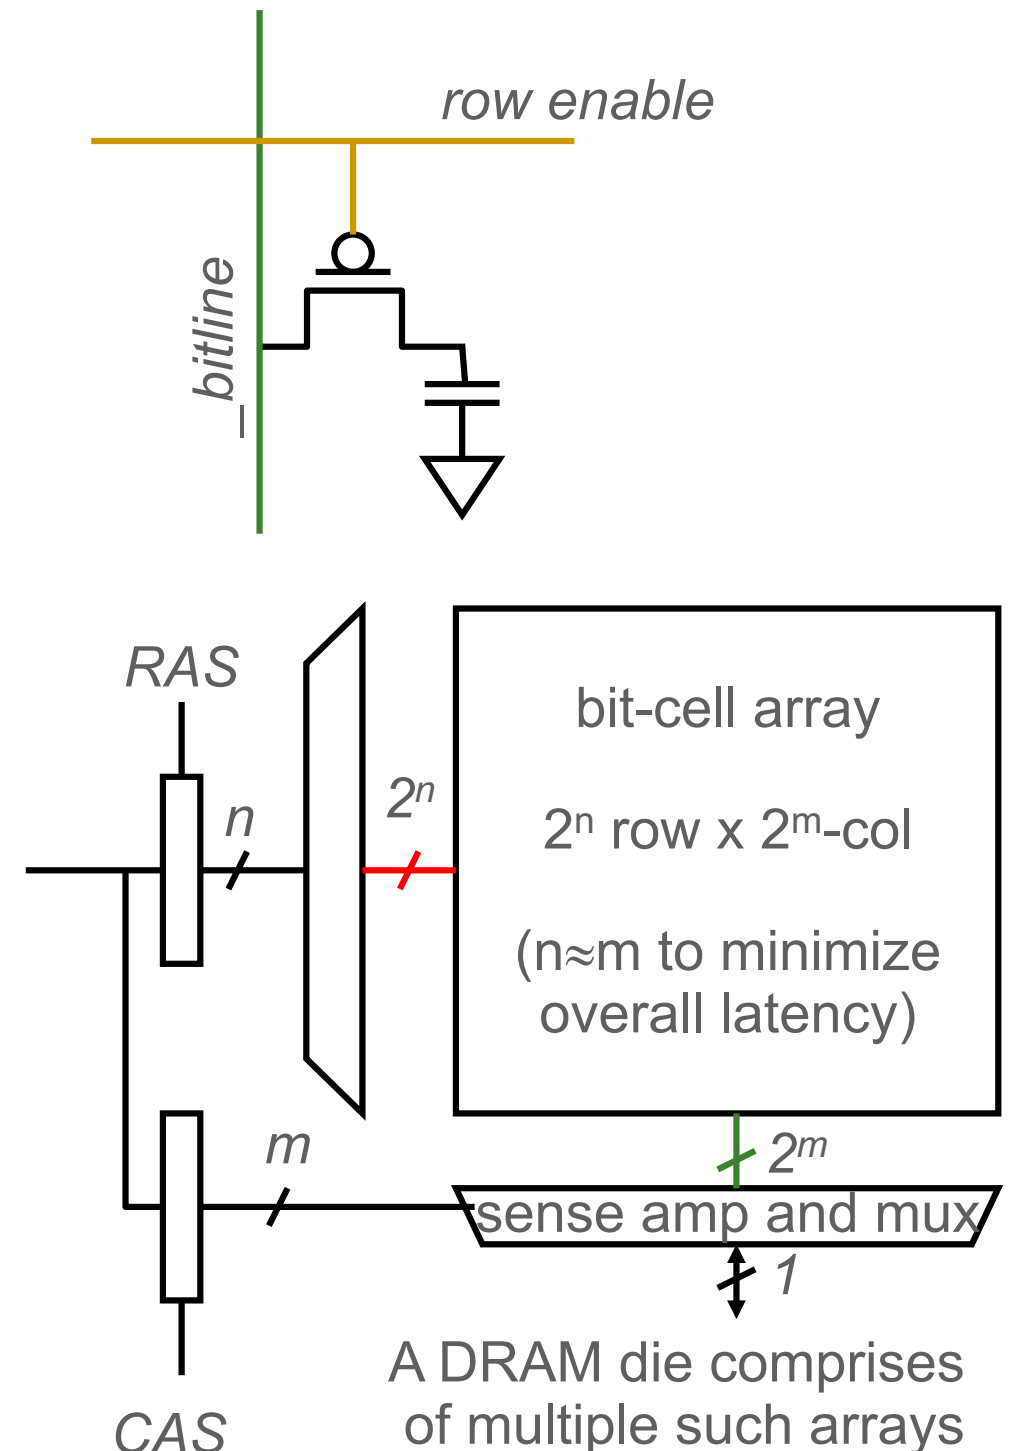 row enable
_bitline
RAS
n
2ⁿ
bit-cell array
2ⁿ row x 2ᵐ-col
(n≈m to minimize
overall latency)
m
2ᵐ
sense amp and mux
1
A DRAM die comprises
of multiple such arrays
CAS